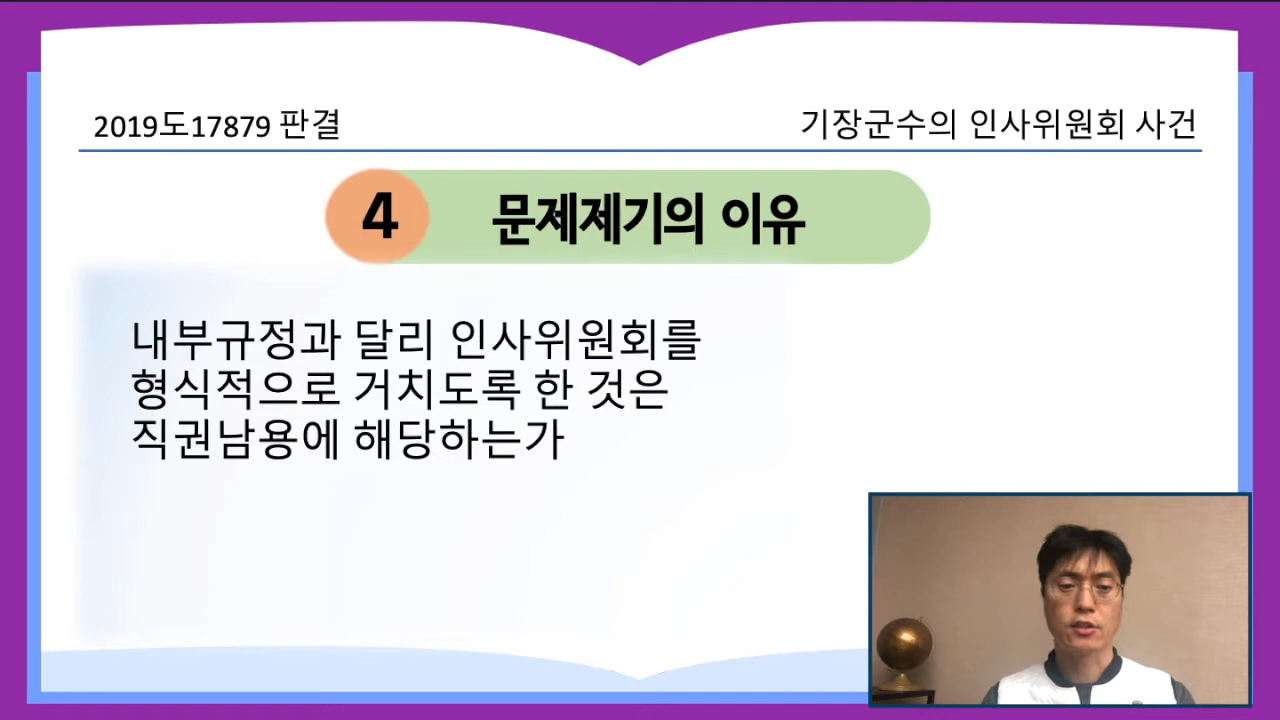 2019도17879 판결
기장군수의 인사위원회 사건
4
문제제기의 이유
내부규정과 달리 인사위원회를
형식적으로 거치도록 한 것은
직권남용에 해당하는가